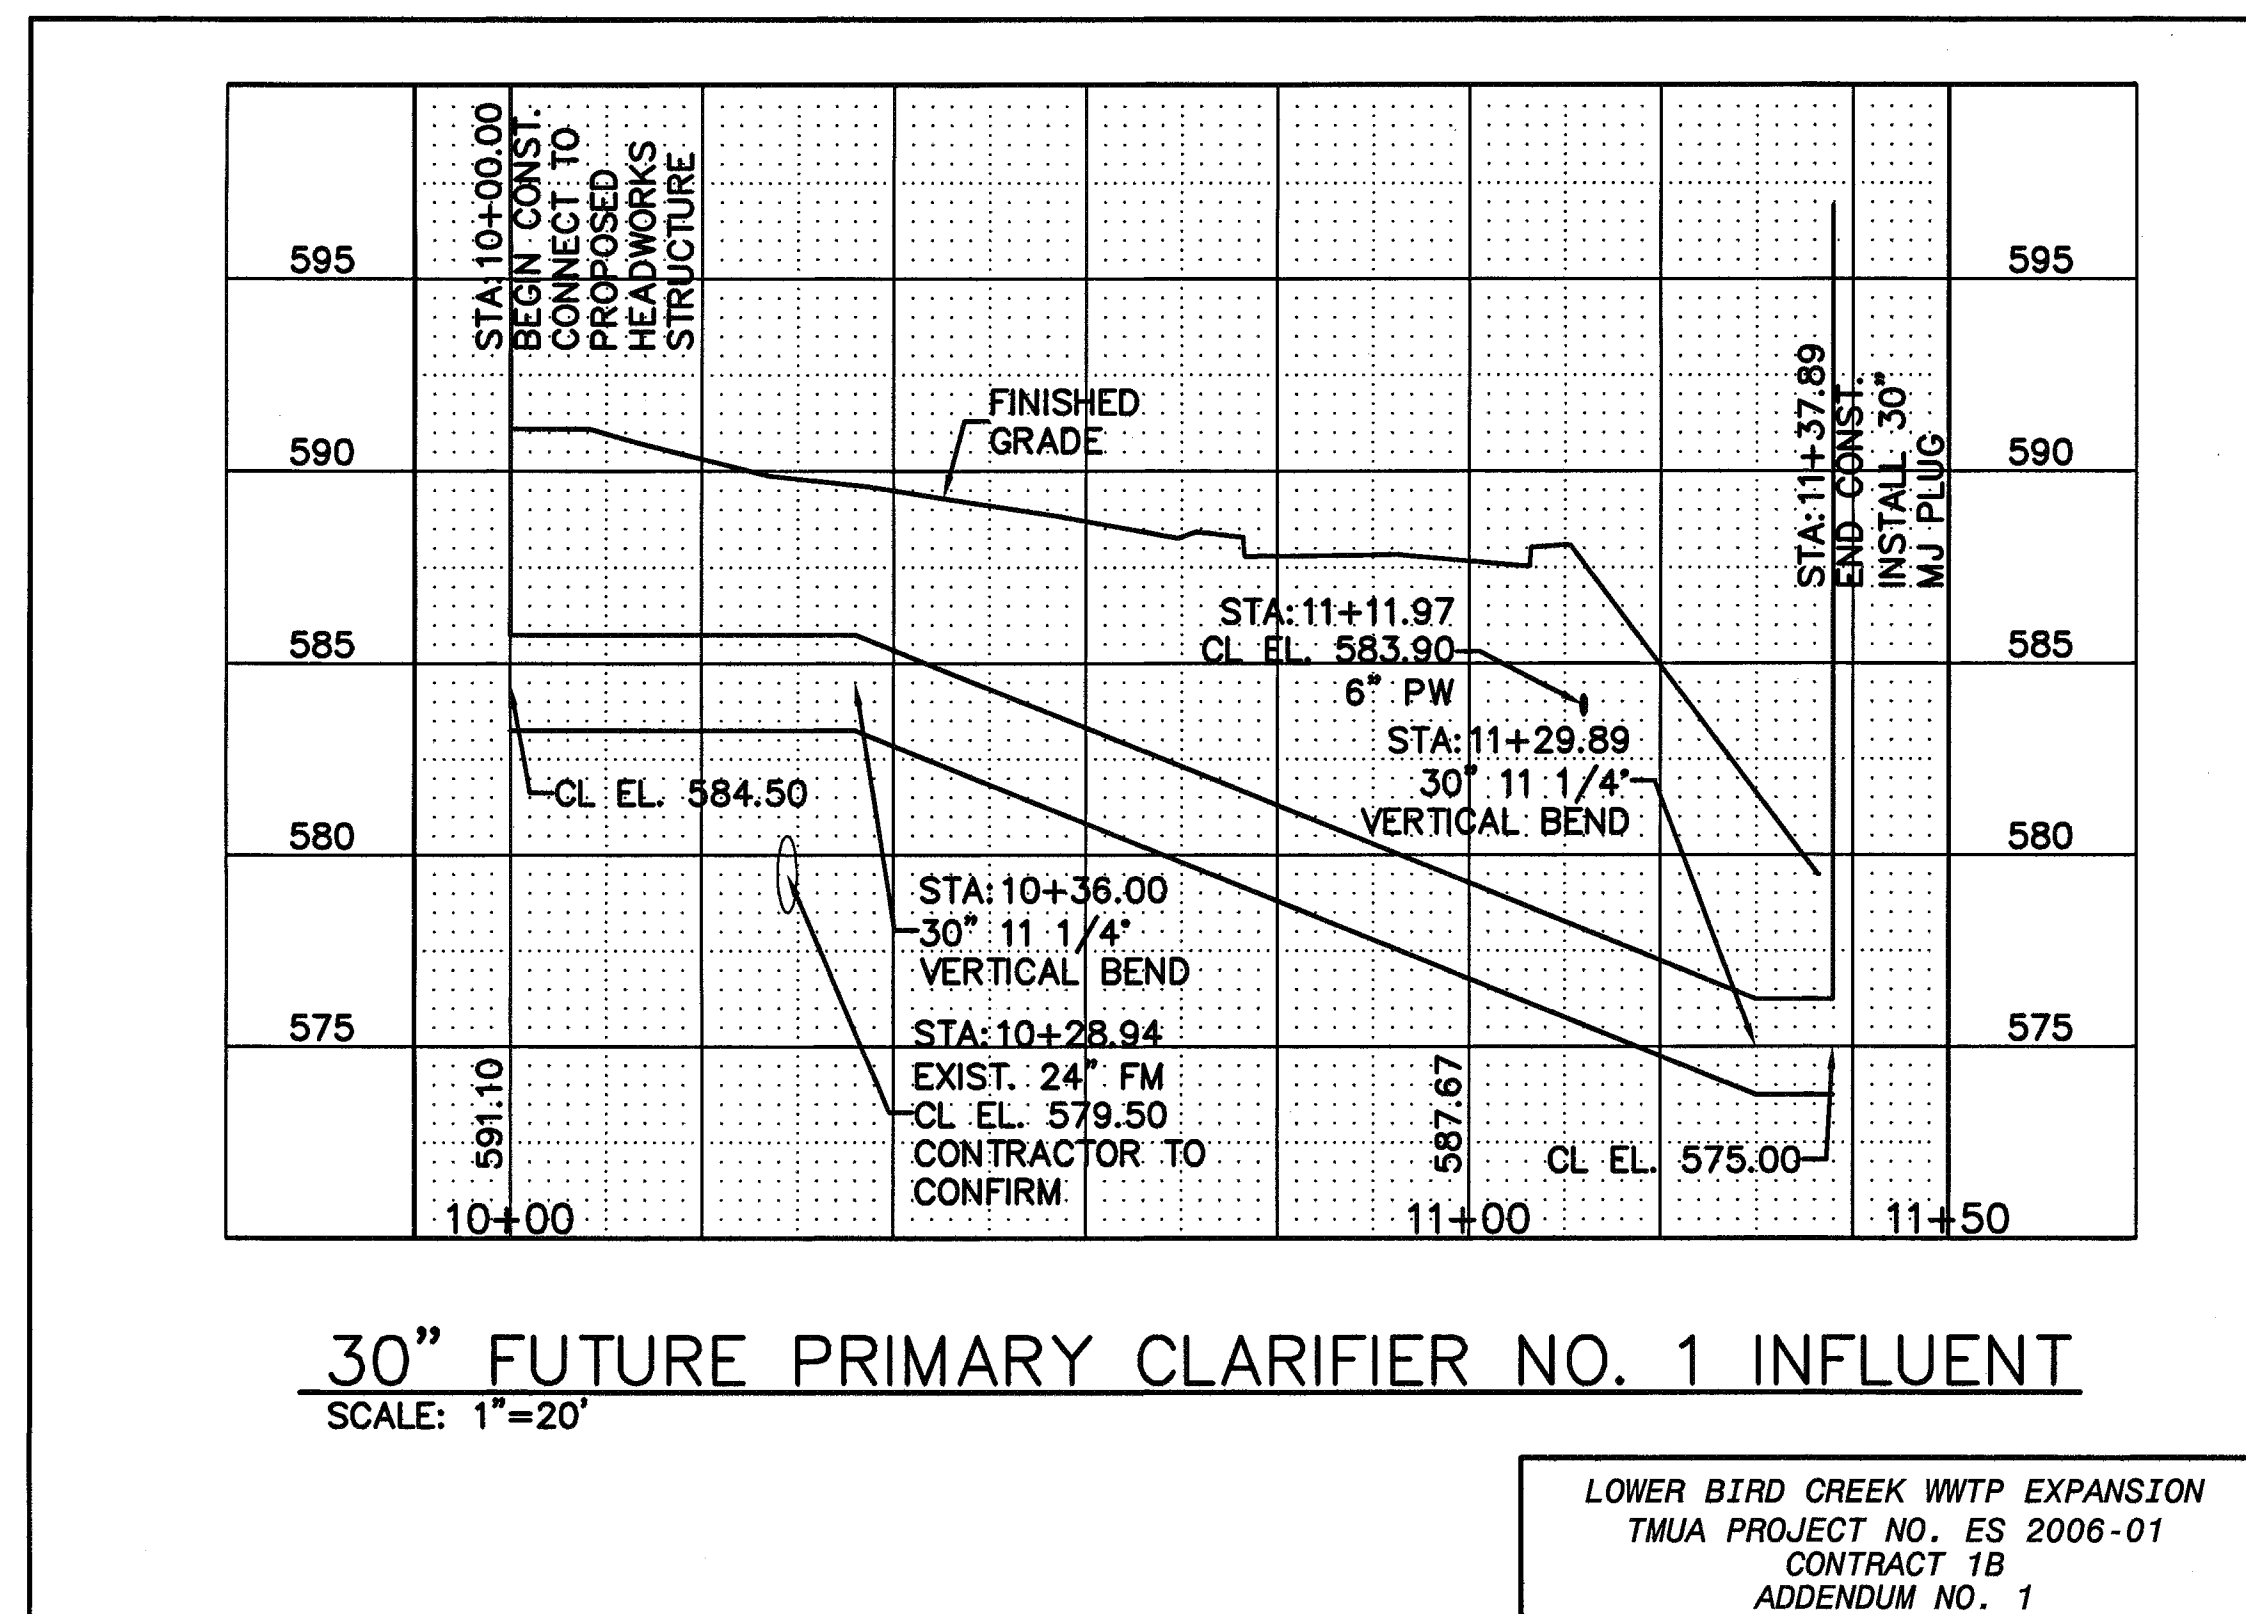 STA:10+00.00
BEGIN CONST.
CONNECT TO
PROPOSED
HEADWORKS
STRUCTURE
595
595
FINISHED
GRADE
STA:11+37.89
END CONST.
INSTALL 30"
MJ PLUG
590
590
STA:11+11.97
CL EL. 583.90
6" PW
585
585
STA:11+29.89
30" 11 1/4°
VERTICAL BEND
CL EL. 584.50
580
580
STA:10+36.00
30" 11 1/4°
VERTICAL BEND
575
575
STA:10+28.94
EXIST. 24" FM
CL EL. 579.50
CONTRACTOR TO
CONFIRM
591.10
587.67
CL EL. 575.00
10+00
11+00
11+50
30" FUTURE PRIMARY CLARIFIER NO. 1 INFLUENT
SCALE: 1"=20'
LOWER BIRD CREEK WWTP EXPANSION
TMUA PROJECT NO. ES 2006-01
CONTRACT 1B
ADDENDUM NO. 1